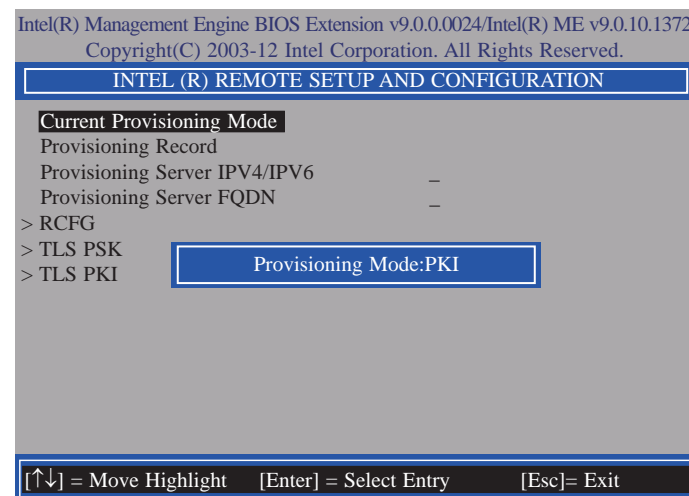 Intel(R) Management Engine BIOS Extension v9.0.0.0024/Intel(R) ME v9.0.10.1372
Copyright(C) 2003-12 Intel Corporation. All Rights Reserved.
INTEL (R) REMOTE SETUP AND CONFIGURATION
Current Provisioning Mode
Provisioning Record
Provisioning Server IPV4/IPV6 _
Provisioning Server FQDN _
> RCFG
> TLS PSK
> TLS PKI
Provisioning Mode:PKI
[↑↓] = Move Highlight [Enter] = Select Entry [Esc]= Exit